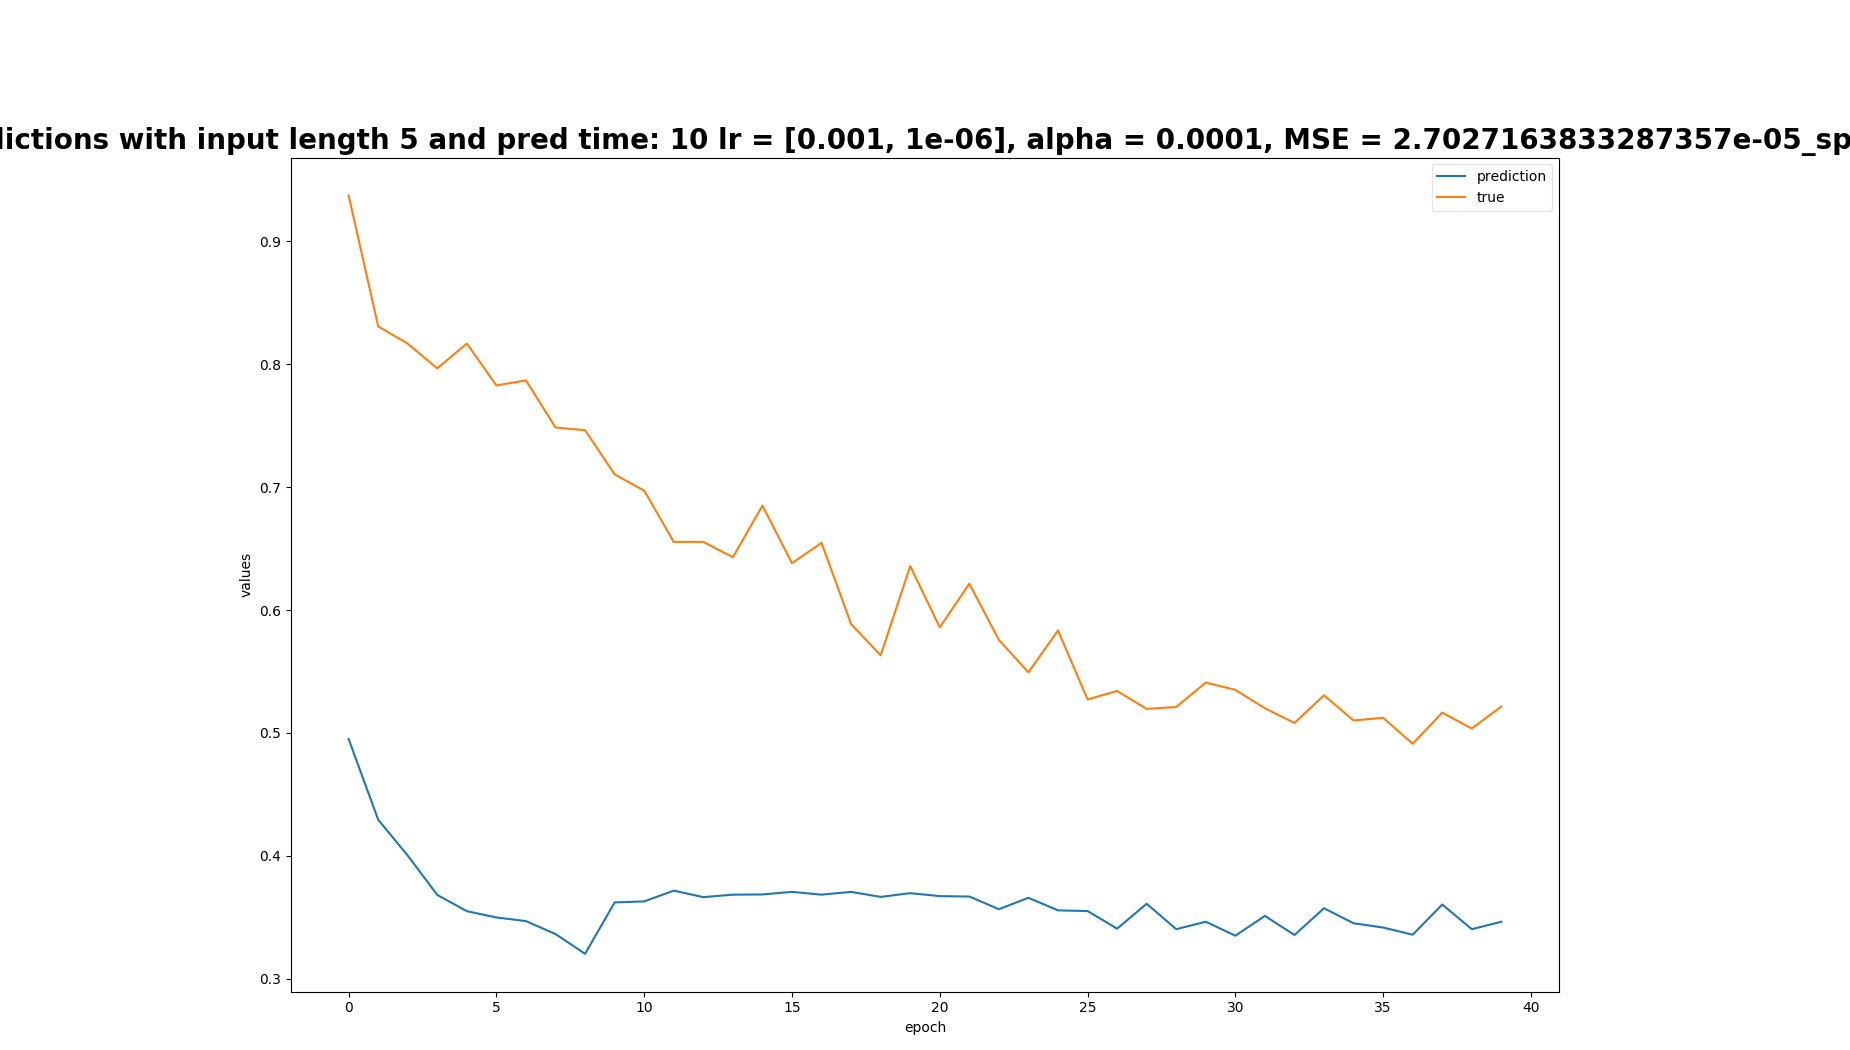 dictions with input length 5 and pred time: 10 lr = [0.001, 1e-06], alpha = 0.0001, MSE = 2.7027163833287357e-05_sp
prediction
true
0.9
0.8
0.7
0.6
0.5
0.4
0.3
values
0 5 10 15 20 25 30 35 40
epoch